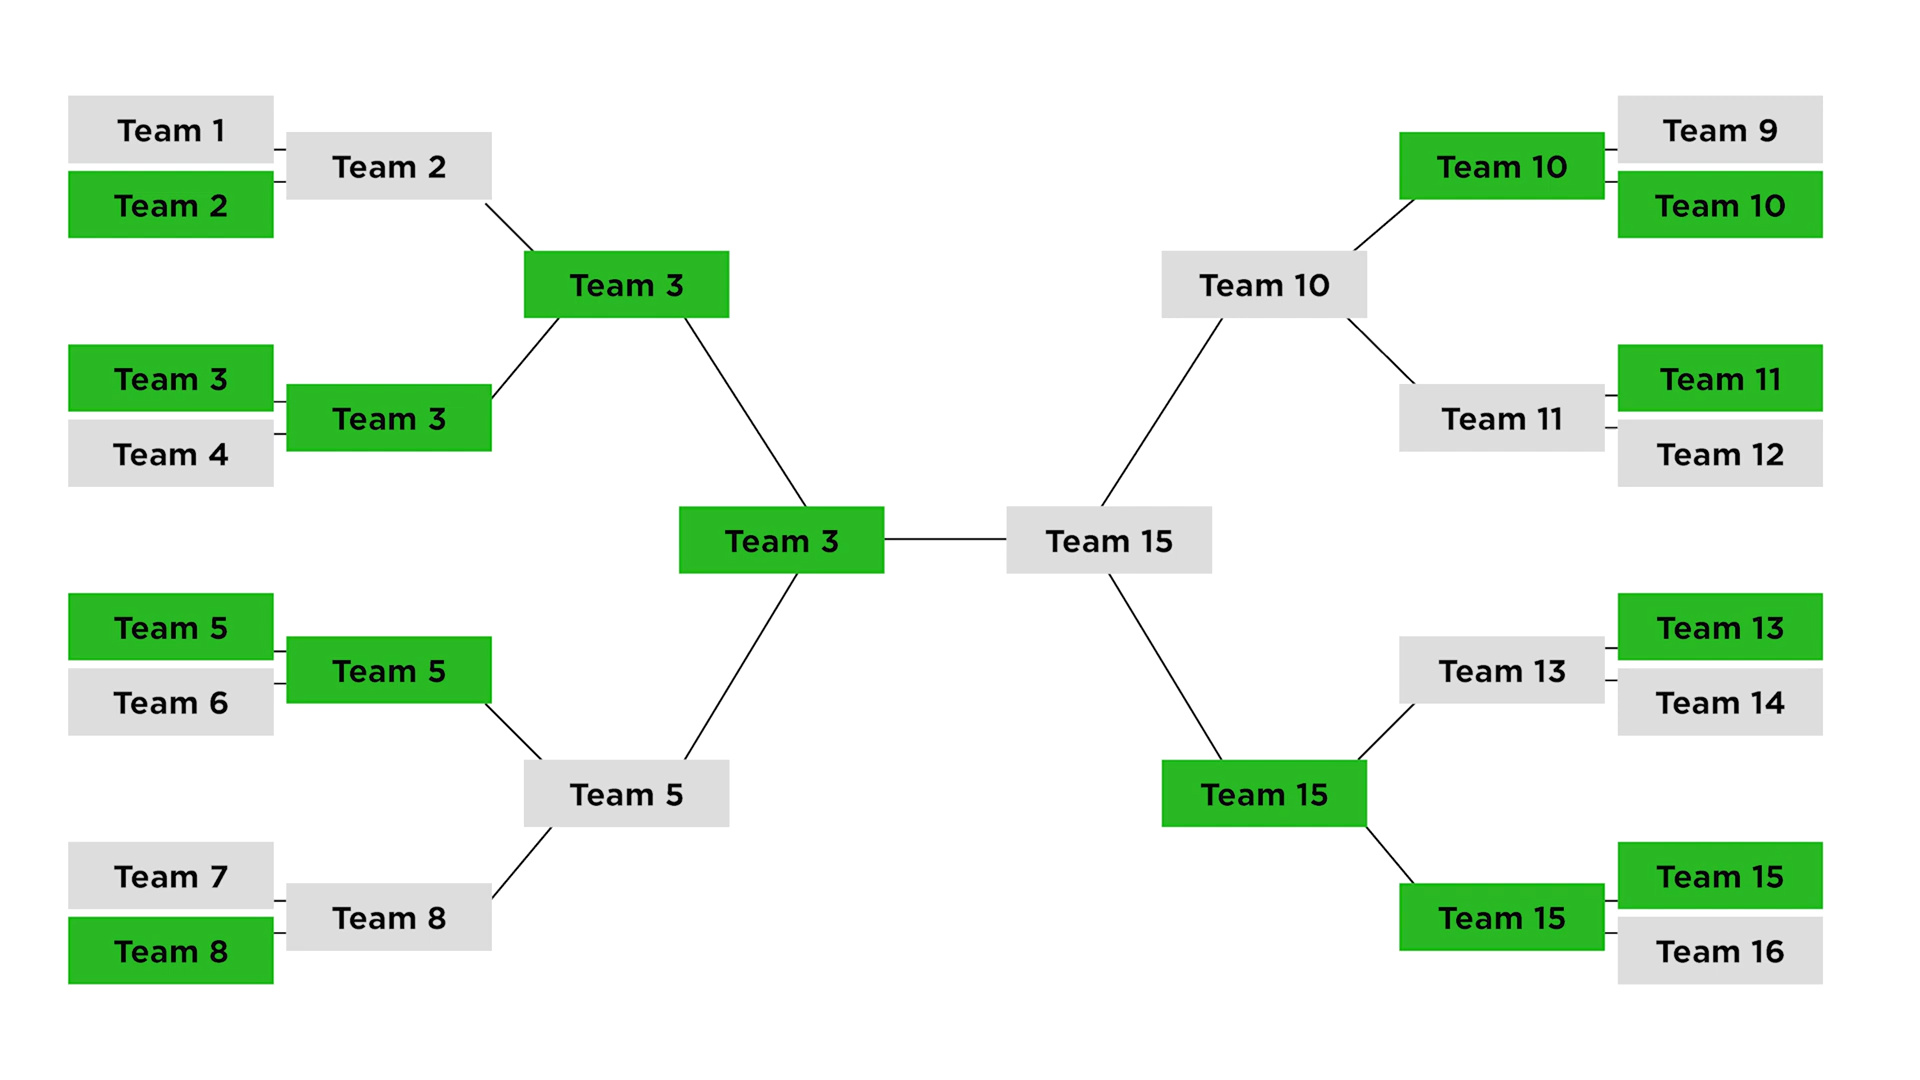 Team 1
Team 2
Team 2
Team 3
Team 3
Team 4
Team 3
Team 5
Team 6
Team 5
Team 7
Team 8
Team 8
Team 5
Team 3
Team 15
Team 10
Team 15
Team 10
Team 9
Team 10
Team 11
Team 11
Team 12
Team 13
Team 13
Team 14
Team 15
Team 15
Team 16